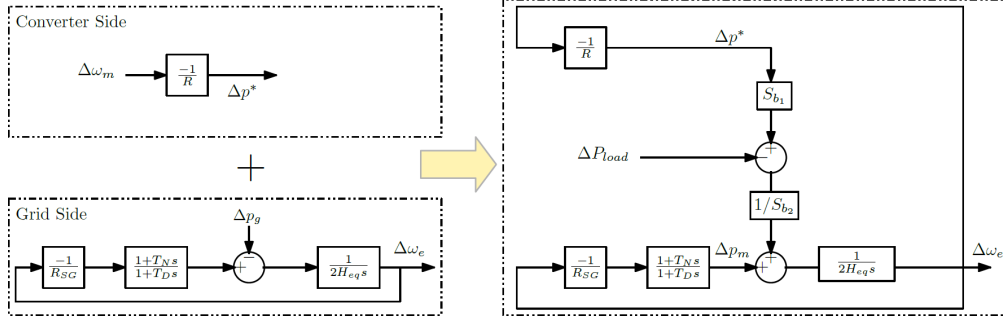 Converter Side
Δω_m
-1
R
Δp*
+
Grid Side
Δp_g
-1
R_SG
1+T_N s
1+T_D s
+
−
1
2H_eq s
Δω_e
-1
R
Δp*
S_b1
ΔP_load
−
+
1/S_b2
-1
R_SG
1+T_N s
1+T_D s
Δp_m
+
+
1
2H_eq s
Δω_e